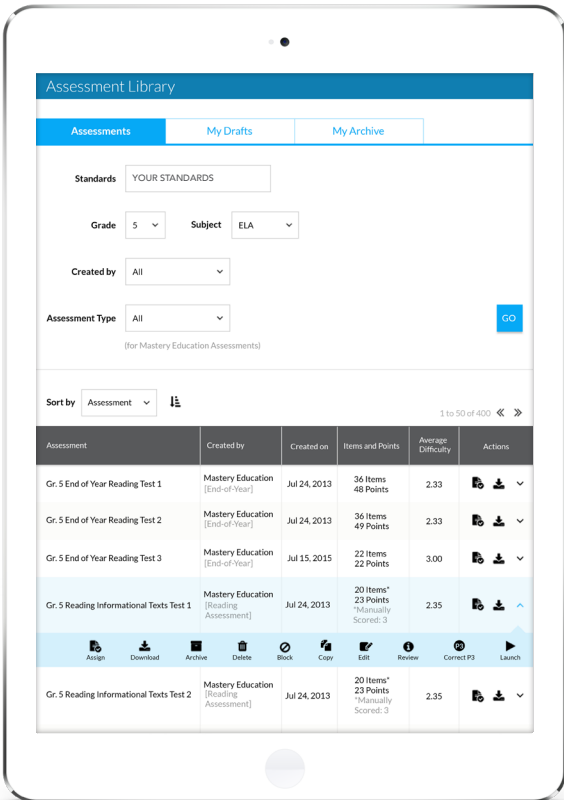 Assessment Library
Assessments My Drafts My Archive
Standards YOUR STANDARDS
Grade 5 Subject ELA
Created by All
Assessment Type All GO
(for Mastery Education Assessments)
Sort by Assessment 1 to 50 of 400 « »
Assessment Created by Created on Items and Points Average Difficulty Actions
Gr. 5 End of Year Reading Test 1 Mastery Education [End-of-Year] Jul 24, 2013 36 Items 48 Points 2.33
Gr. 5 End of Year Reading Test 2 Mastery Education [End-of-Year] Jul 24, 2013 36 Items 49 Points 2.33
Gr. 5 End of Year Reading Test 3 Mastery Education [End-of-Year] Jul 15, 2015 22 Items 22 Points 3.00
Gr. 5 Reading Informational Texts Test 1 Mastery Education [Reading Assessment] Jul 24, 2013 20 Items* 23 Points *Manually Scored: 3 2.35
Assign Download Archive Delete Block Copy Edit Review P3 Correct P3 Launch
Gr. 5 Reading Informational Texts Test 2 Mastery Education [Reading Assessment] Jul 24, 2013 20 Items* 23 Points *Manually Scored: 3 2.35